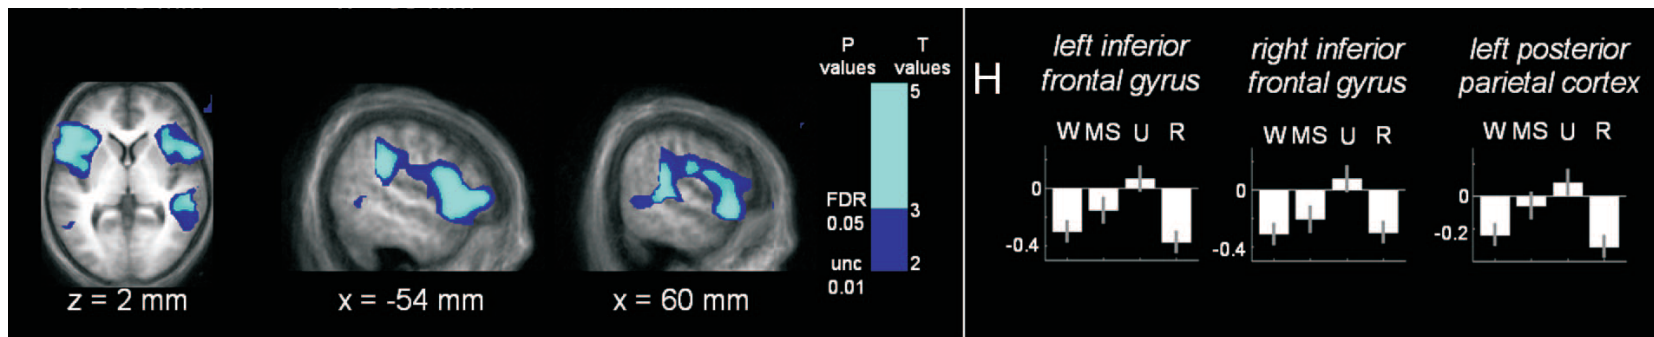 P T
values values
5
FDR 3
0.05
unc 2
0.01
z = 2 mm x = -54 mm x = 60 mm
H
left inferior
frontal gyrus
W MS U R
0
-0.4
right inferior
frontal gyrus
W MS U R
0
-0.4
left posterior
parietal cortex
W MS U R
0
-0.2